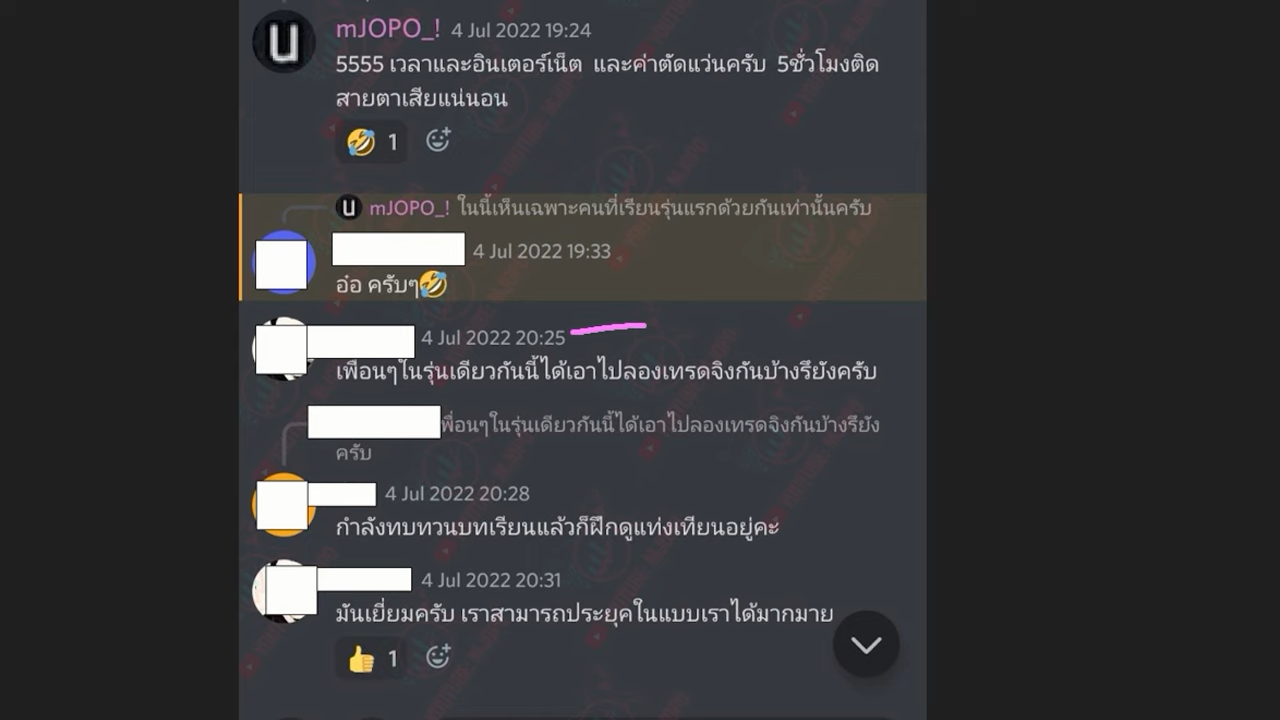 mJOPO_! 4 Jul 2022 19:24
5555 เวลาและอินเตอร์เน็ต และค่าตัดแว่นครับ 5ชั่วโมงติด
สายตาเสียแน่นอน
🤣 1
U mJOPO_! ในนี้เห็นเฉพาะคนที่เรียนรุ่นแรกด้วยกันเท่านั้นครับ
4 Jul 2022 19:33
อ๋อ ครับๆ🤣
4 Jul 2022 20:25
เพื่อนๆในรุ่นเดียวกันนี้ได้เอาไปลองเทรดจิงกันบ้างรึยังครับ
พื่อนๆในรุ่นเดียวกันนี้ได้เอาไปลองเทรดจิงกันบ้างรึยัง
ครับ
4 Jul 2022 20:28
กำลังทบทวนบทเรียนแล้วก็ฝึกดูแท่งเทียนอยู่คะ
4 Jul 2022 20:31
มันเยี่ยมครับ เราสามารถประยุคในแบบเราได้มากมาย
👍 1